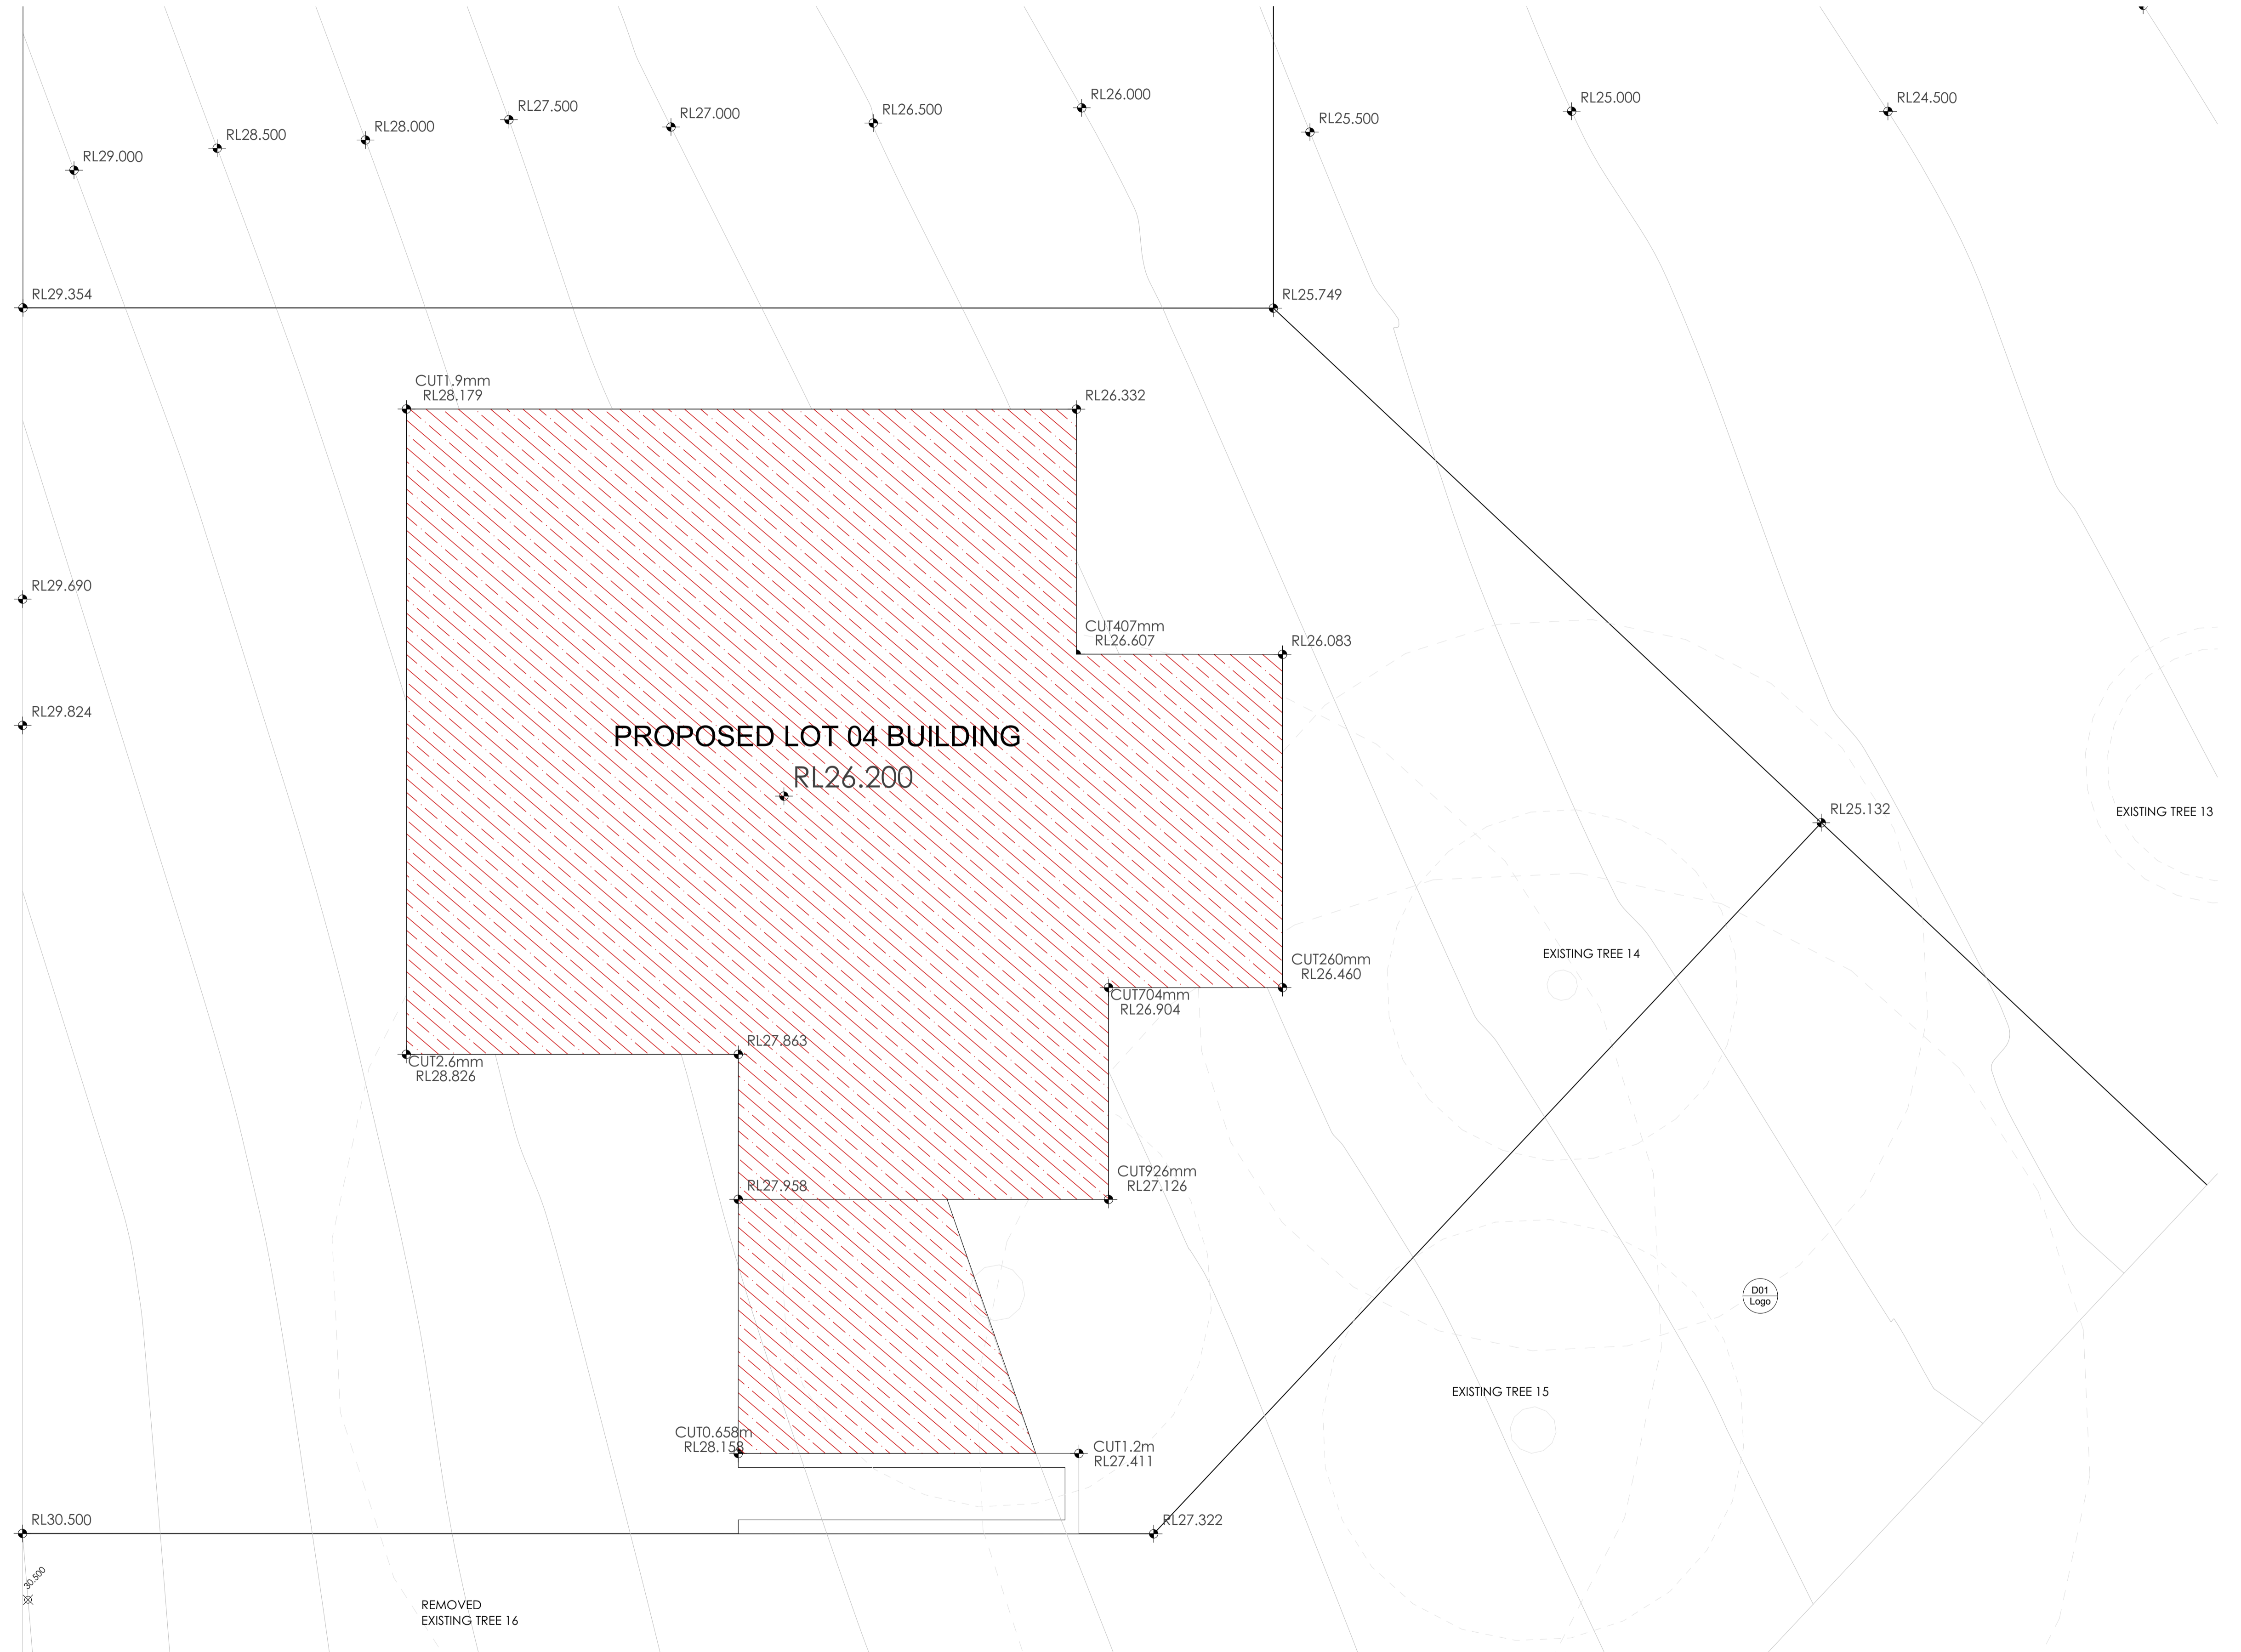 RL26.000
RL27.500
RL27.000
RL26.500
RL25.500
RL25.000
RL24.500
RL28.500
RL28.000
RL29.000
RL29.354
RL25.749
CUT1.9mm
RL28.179
RL26.332
RL29.690
CUT407mm
RL26.607
RL26.083
RL29.824
PROPOSED LOT 04 BUILDING
RL26.200
RL25.132
EXISTING TREE 13
EXISTING TREE 14
CUT260mm
RL26.460
CUT704mm
RL26.904
RL27.863
CUT2.6mm
RL28.826
CUT926mm
RL27.126
RL27.958
D01
Logo
EXISTING TREE 15
CUT0.658m
RL28.158
CUT1.2m
RL27.411
RL30.500
RL27.322
30.500
REMOVED
EXISTING TREE 16